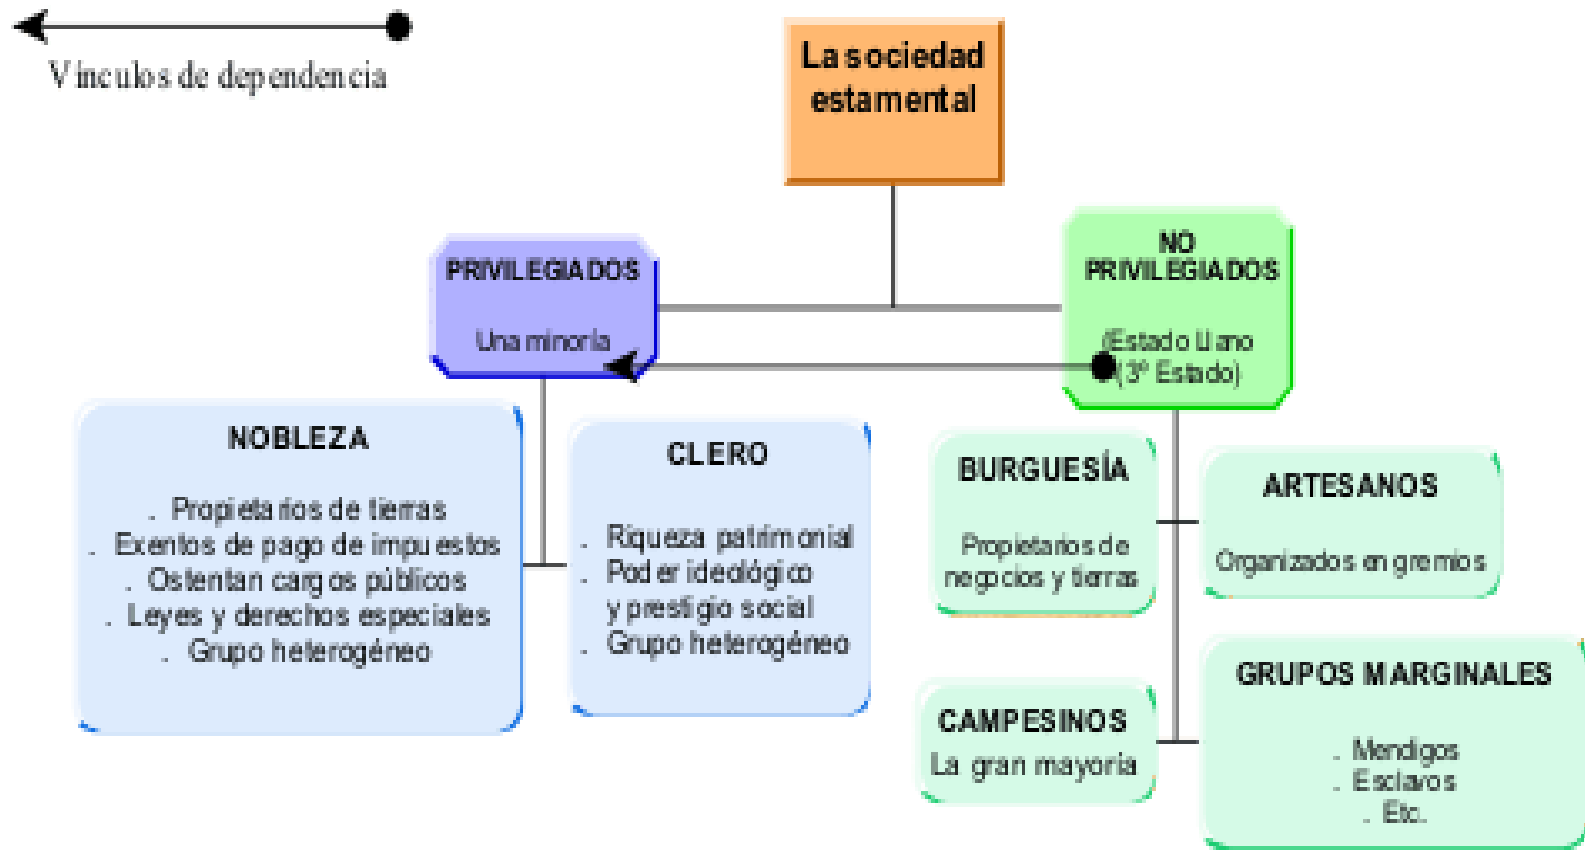 Vínculos de dependencia
La sociedad
estamental
PRIVILEGIADOS
Una minoría
NO
PRIVILEGIADOS
(Estado Llano
(3º Estado)
NOBLEZA
. Propietarios de tierras
. Exentos de pago de impuestos
. Ostentan cargos públicos
. Leyes y derechos especiales
. Grupo heterogéneo
CLERO
. Riqueza patrimonial
. Poder ideológico
y prestigio social
. Grupo heterogéneo
BURGUESÍA
Propietarios de
negocios y tierras
ARTESANOS
Organizados en gremios
CAMPESINOS
La gran mayoría
GRUPOS MARGINALES
. Mendigos
. Esclavos
. Etc.